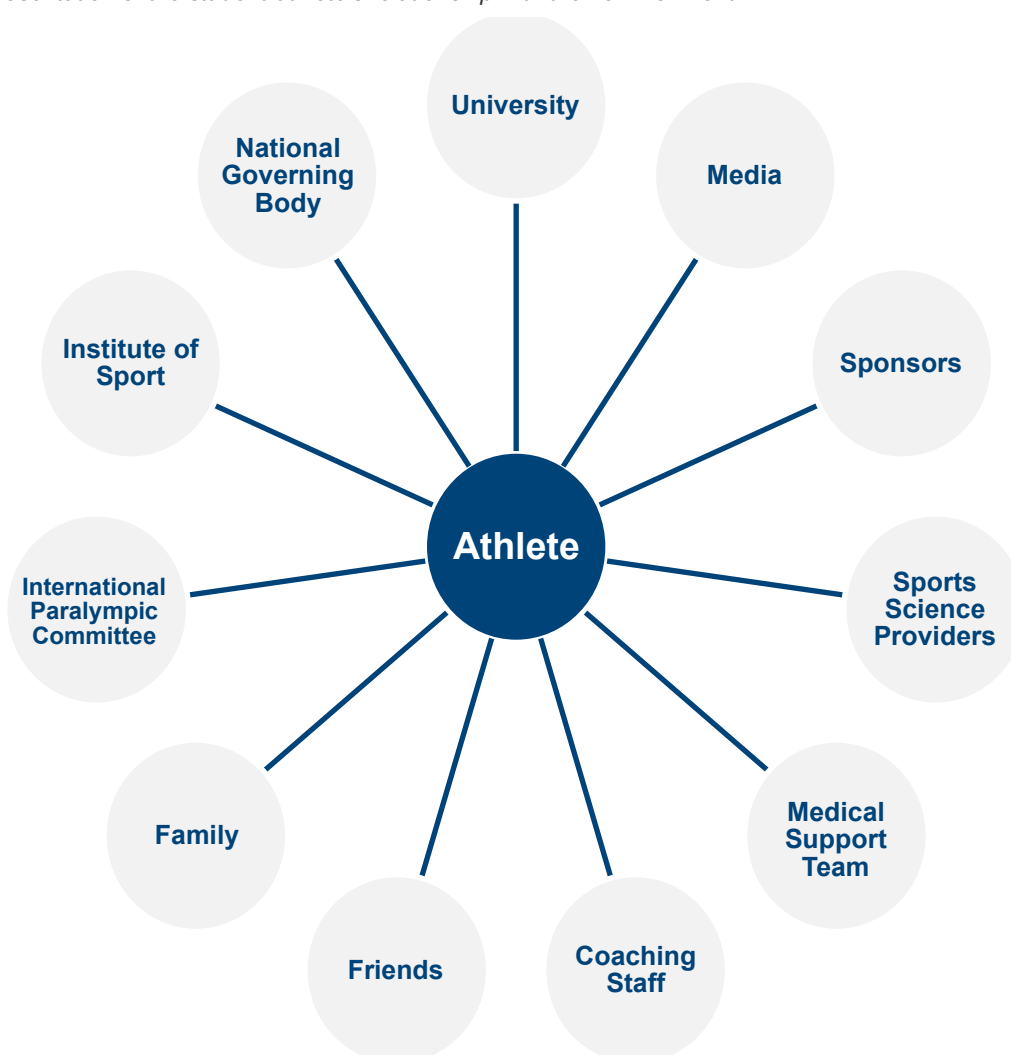 University
National
Governing
Body
Media
Institute of
Sport
Sponsors
Athlete
International
Paralympic
Committee
Sports
Science
Providers
Family
Medical
Support
Team
Friends
Coaching
Staff